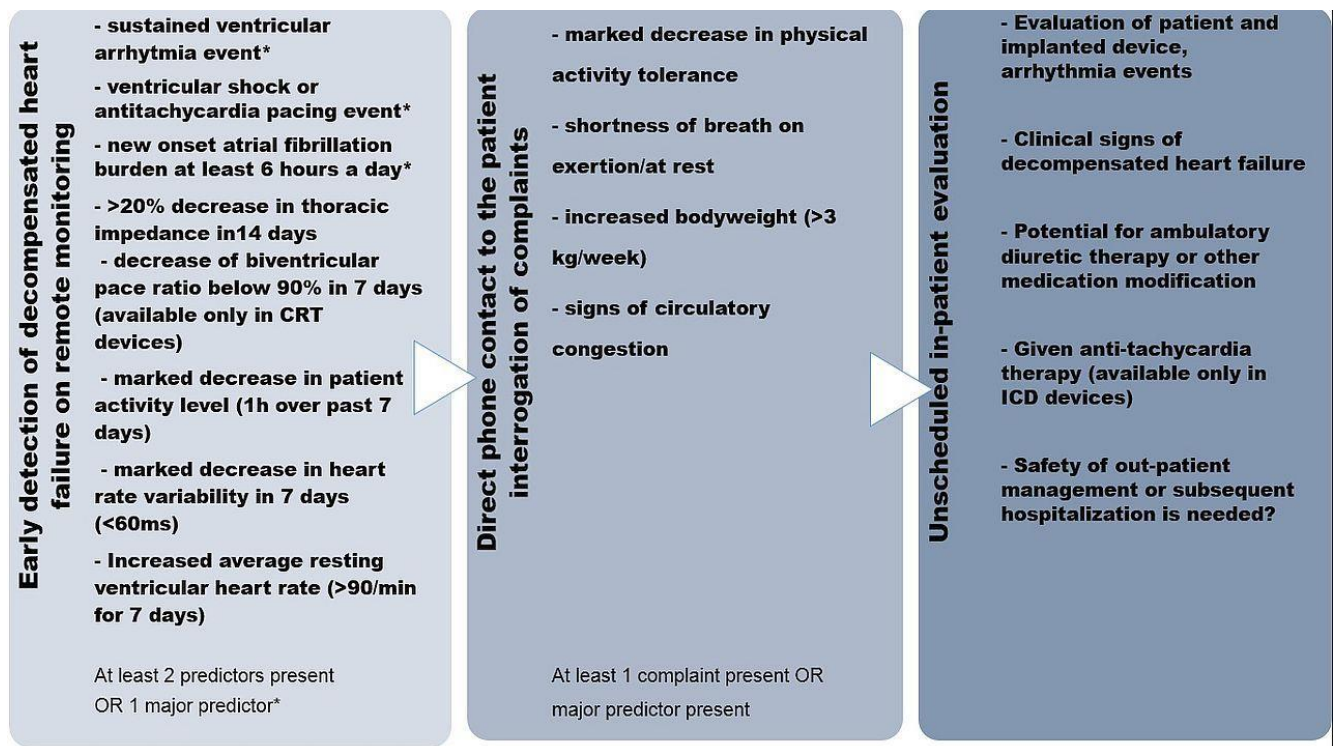 Early detection of decompensated heart
failure on remote monitoring
- sustained ventricular
arrhytmia event*
- ventricular shock or
antitachycardia pacing event*
- new onset atrial fibrillation
burden at least 6 hours a day*
- >20% decrease in thoracic
impedance in14 days
- decrease of biventricular
pace ratio below 90% in 7 days
(available only in CRT
devices)
- marked decrease in patient
activity level (1h over past 7
days)
- marked decrease in heart
rate variability in 7 days
(<60ms)
- Increased average resting
ventricular heart rate (>90/min
for 7 days)
At least 2 predictors present
OR 1 major predictor*
Direct phone contact to the patient
interrogation of complaints
- marked decrease in physical
activity tolerance
- shortness of breath on
exertion/at rest
- increased bodyweight (>3
kg/week)
- signs of circulatory
congestion
At least 1 complaint present OR
major predictor present
Unscheduled in-patient evaluation
- Evaluation of patient and
implanted device,
arrhythmia events
- Clinical signs of
decompensated heart failure
- Potential for ambulatory
diuretic therapy or other
medication modification
- Given anti-tachycardia
therapy (available only in
ICD devices)
- Safety of out-patient
management or subsequent
hospitalization is needed?